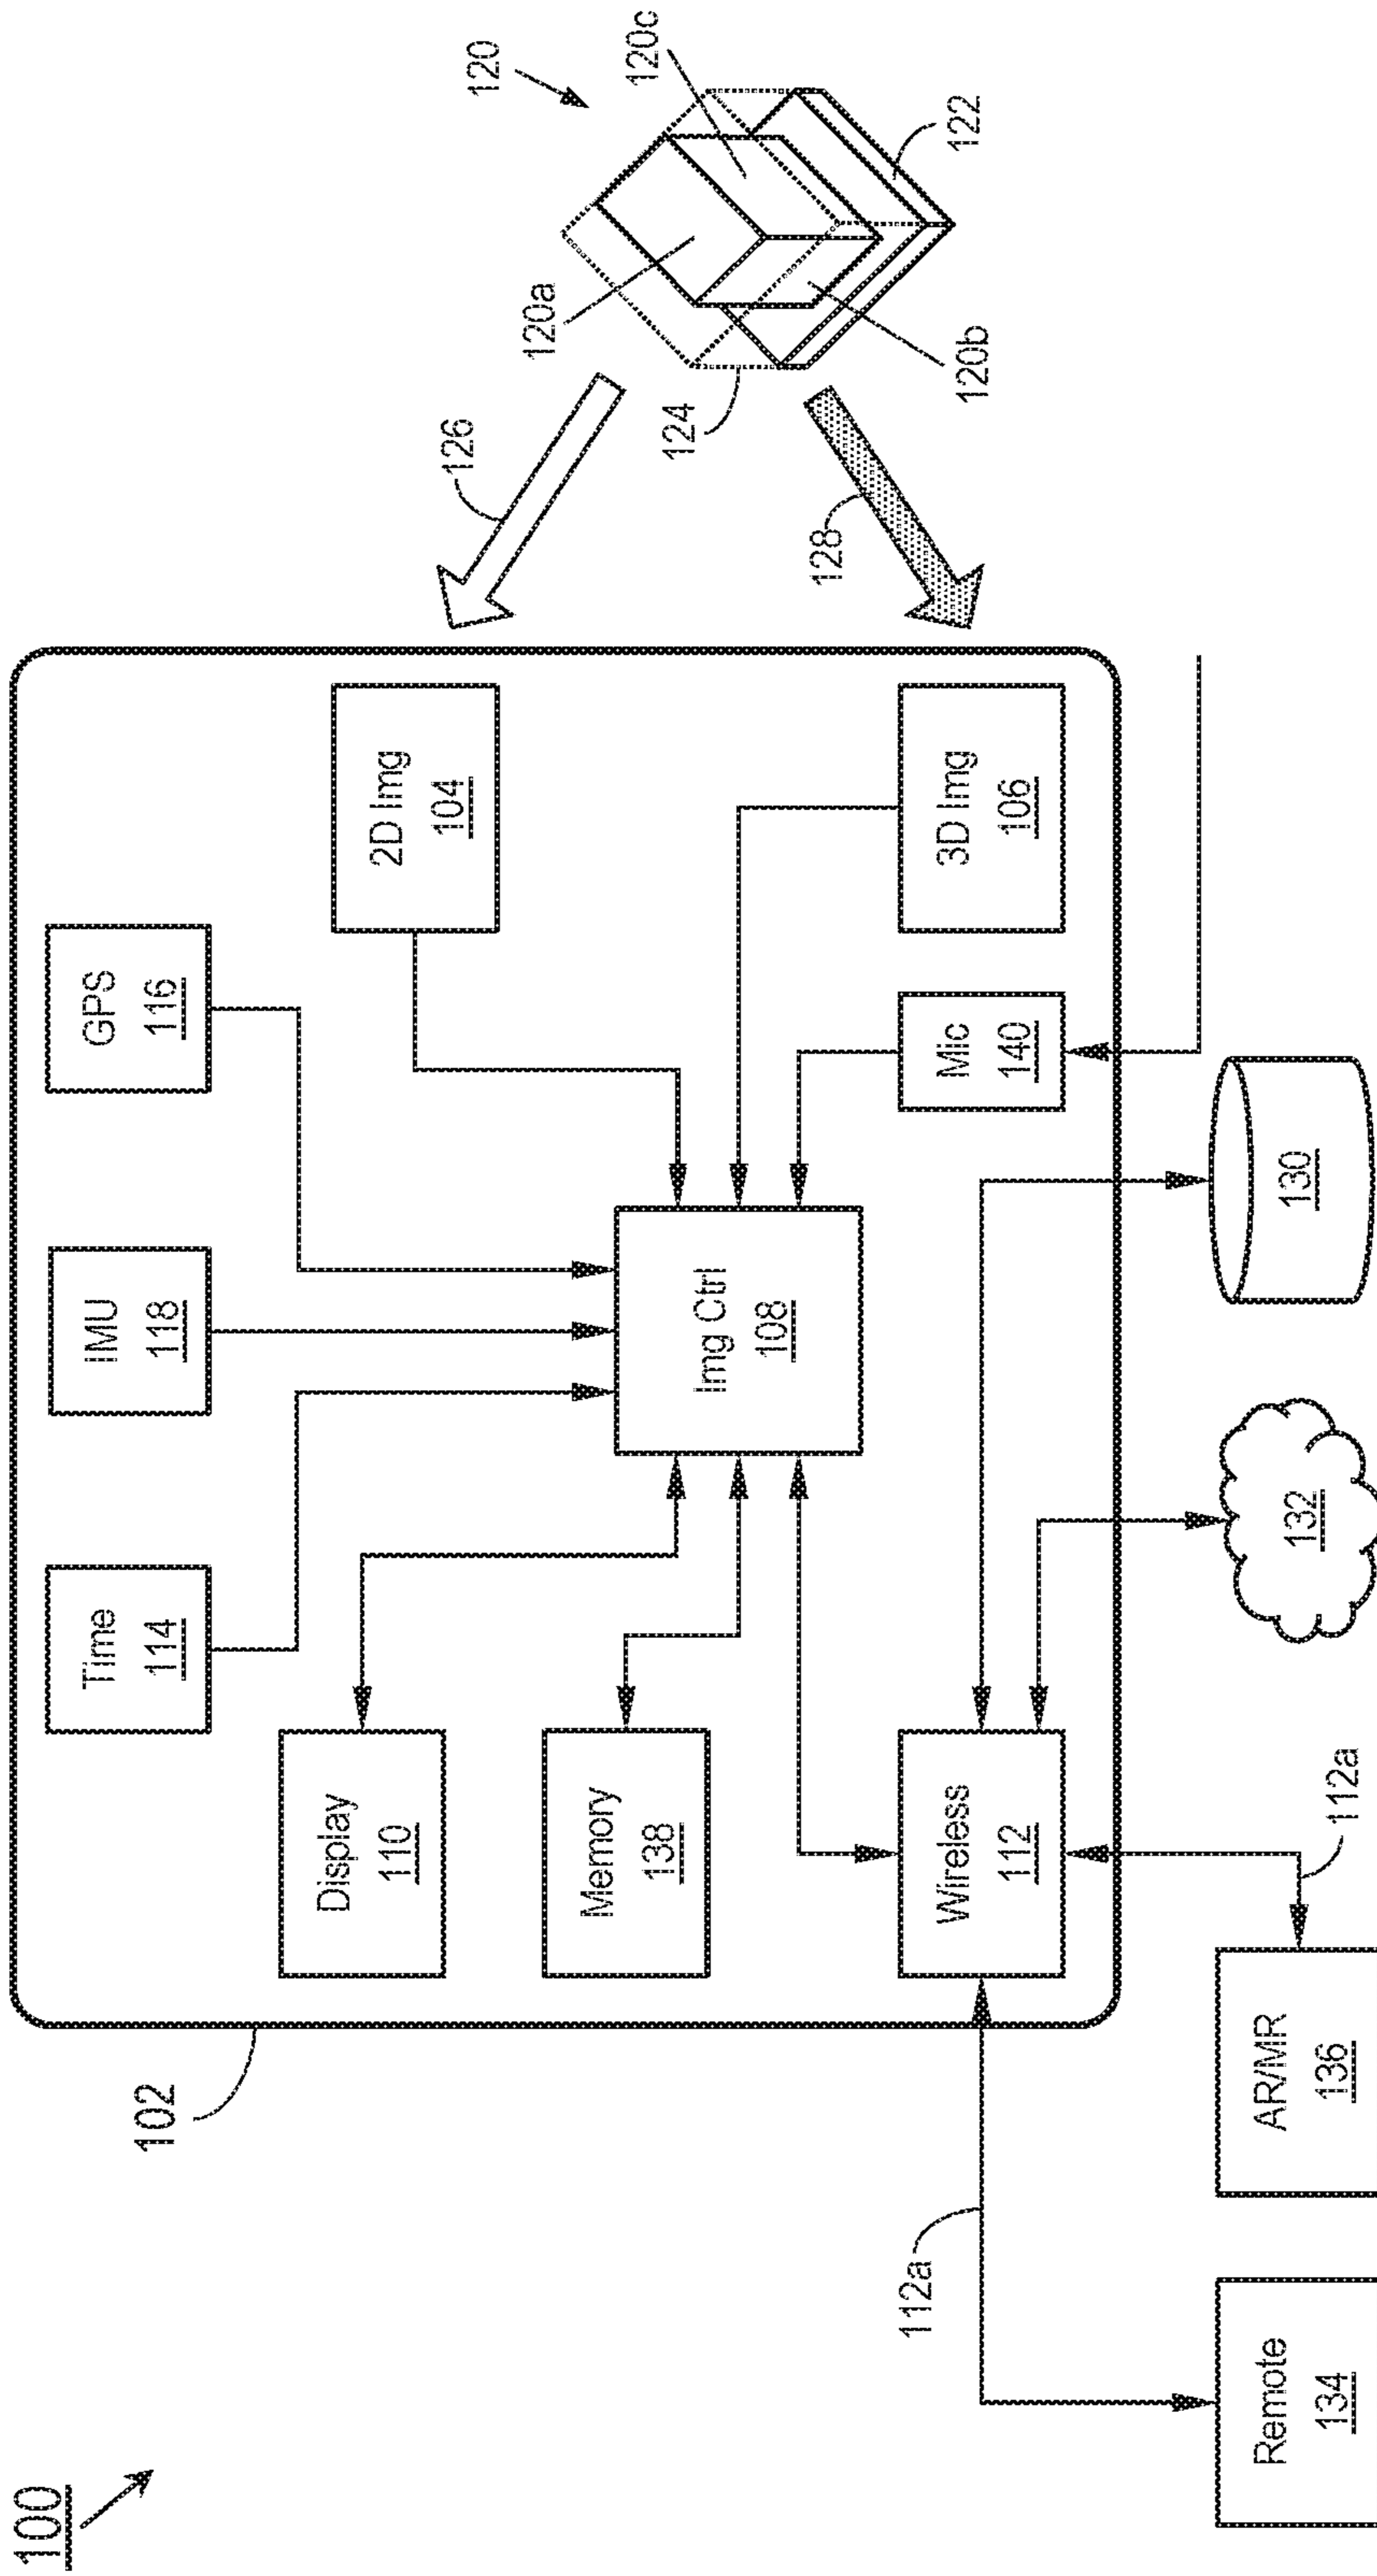 100
102
Time
114
IMU
118
GPS
116
Display
110
2D Img
104
126
120
120a
120c
124
120b
122
128
Memory
138
Img Ctrl
108
Wireless
112
Mic
140
3D Img
106
112a
112a
Remote
134
AR/MR
136
132
130